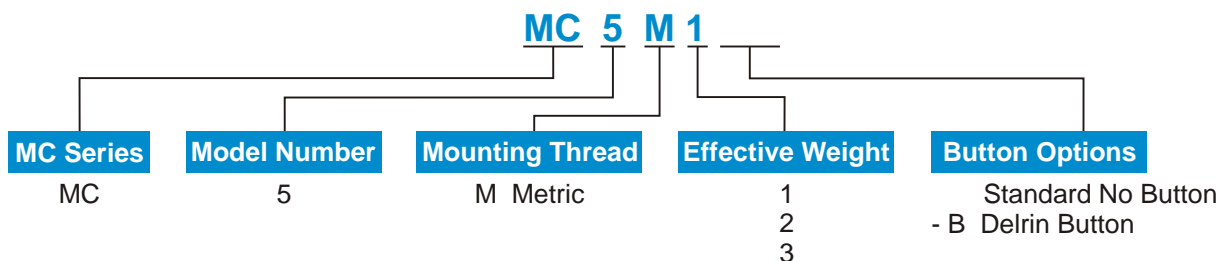 MC 5 M 1
MC Series Model Number Mounting Thread Effective Weight Button Options
MC 5 M Metric 1 Standard No Button
2 - B Delrin Button
3